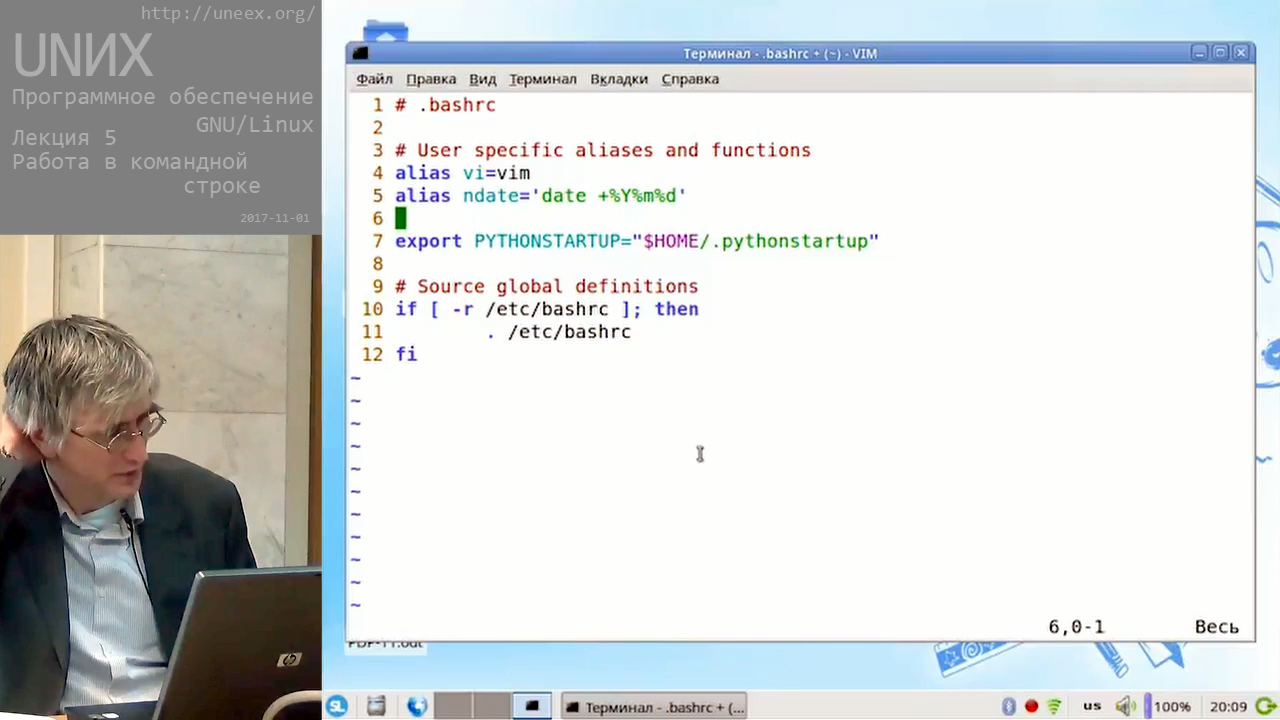 http://uneex.org/
UNИX
Программное обеспечение
GNU/Linux
Лекция 5
Работа в командной
строке
2017-11-01
Терминал - .bashrc + (~) - VIM
Файл Правка Вид Терминал Вкладки Справка
1 # .bashrc
2
3 # User specific aliases and functions
4 alias vi=vim
5 alias ndate='date +%Y%m%d'
6
7 export PYTHONSTARTUP="$HOME/.pythonstartup"
8
9 # Source global definitions
10 if [ -r /etc/bashrc ]; then
11 . /etc/bashrc
12 fi
~
~
~
~
~
~
~
~
~
~
~
6,0-1 Весь
hp
SL
Терминал - .bashrc + (...
us 100% 20:09